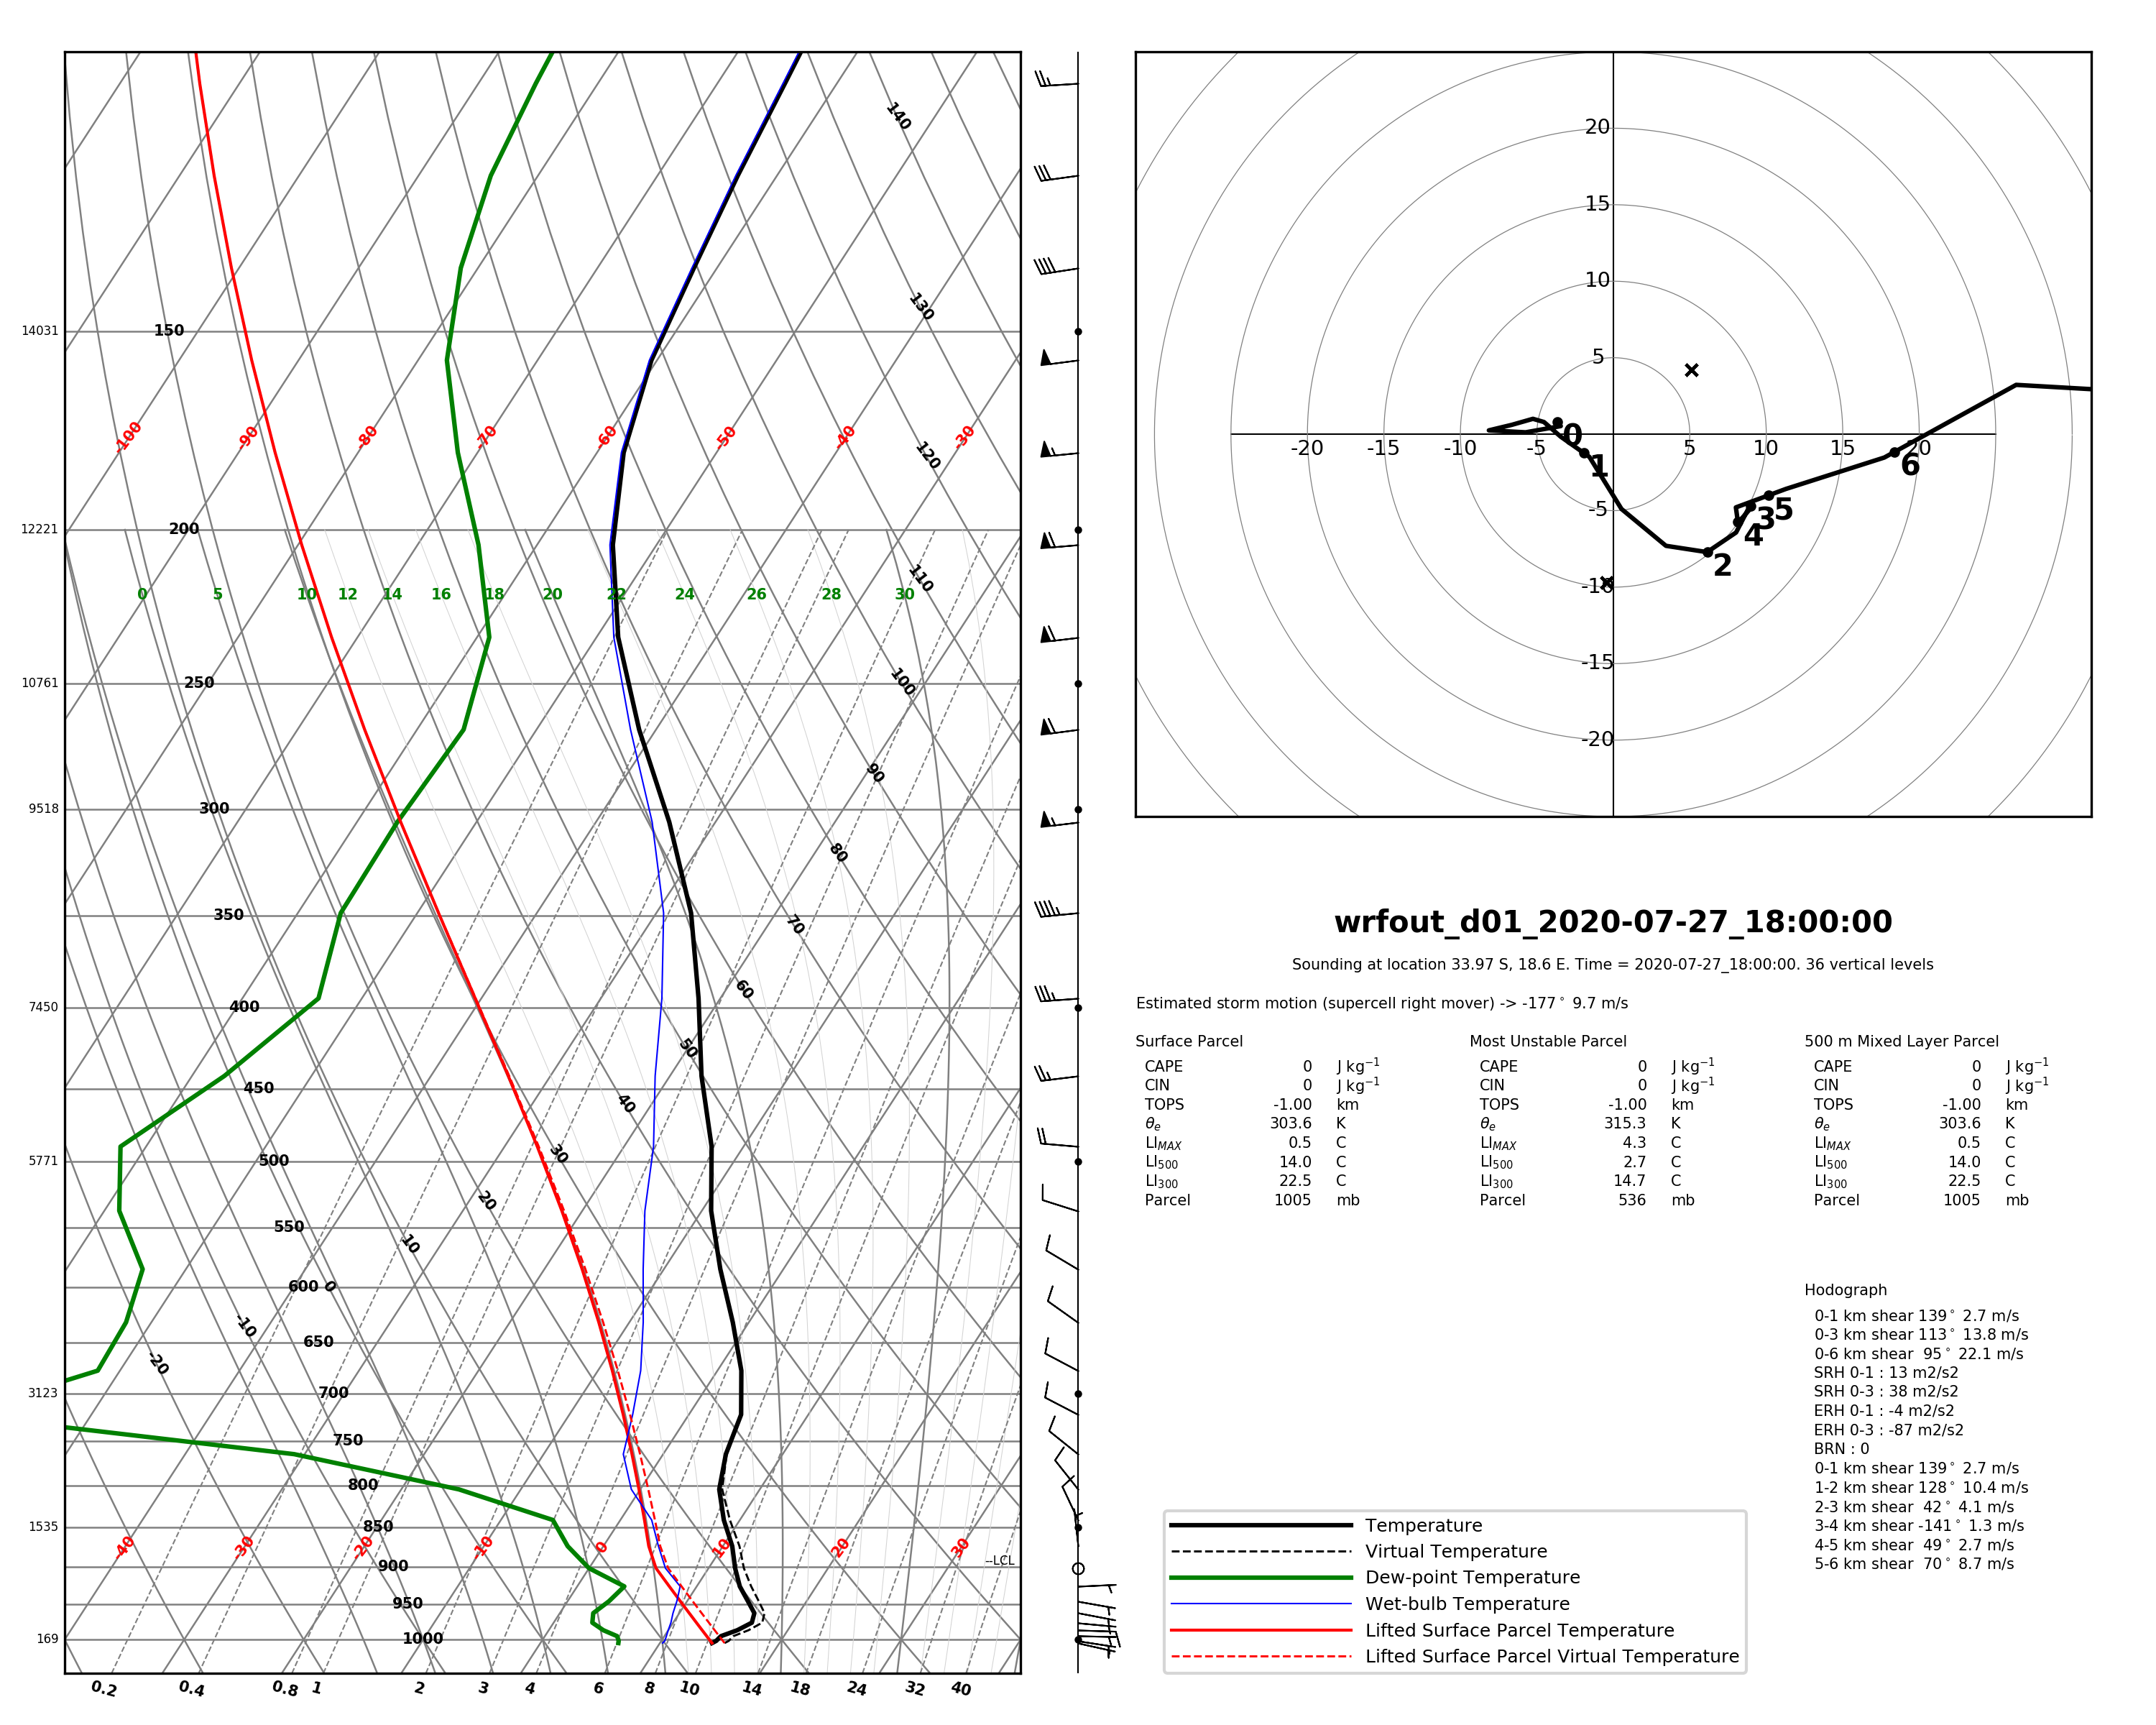 140
130
120
110
100
90
80
70
60
50
40
30
20
10
0
-10
-20
14031 150
-100 -90 -80 -70 -60 -50 -40 -30
12221 200
0 5 10 12 14 16 18 20 22 24 26 28 30
10761 250
9518 300
350
7450 400
450
5771 500
550
600
650
3123 700
750
800
1535 850
-40 -30 -20 -10 0 10 20 30
900 --LCL
950
169 1000
0.2 0.4 0.8 1 2 3 4 6 8 10 14 18 24 32 40
20
15
10
5
-20 -15 -10 -5 5 10 15 20
-5
-10
-15
-20
0 1 2 3 4 5 6
wrfout_d01_2020-07-27_18:00:00
Sounding at location 33.97 S, 18.6 E. Time = 2020-07-27_18:00:00. 36 vertical levels
Estimated storm motion (supercell right mover) -> -177° 9.7 m/s
Surface Parcel
CAPE 0 J kg⁻¹
CIN 0 J kg⁻¹
TOPS -1.00 km
θₑ 303.6 K
LI_MAX 0.5 C
LI₅₀₀ 14.0 C
LI₃₀₀ 22.5 C
Parcel 1005 mb
Most Unstable Parcel
CAPE 0 J kg⁻¹
CIN 0 J kg⁻¹
TOPS -1.00 km
θₑ 315.3 K
LI_MAX 4.3 C
LI₅₀₀ 2.7 C
LI₃₀₀ 14.7 C
Parcel 536 mb
500 m Mixed Layer Parcel
CAPE 0 J kg⁻¹
CIN 0 J kg⁻¹
TOPS -1.00 km
θₑ 303.6 K
LI_MAX 0.5 C
LI₅₀₀ 14.0 C
LI₃₀₀ 22.5 C
Parcel 1005 mb
Hodograph
0-1 km shear 139° 2.7 m/s
0-3 km shear 113° 13.8 m/s
0-6 km shear 95° 22.1 m/s
SRH 0-1 : 13 m2/s2
SRH 0-3 : 38 m2/s2
ERH 0-1 : -4 m2/s2
ERH 0-3 : -87 m2/s2
BRN : 0
0-1 km shear 139° 2.7 m/s
1-2 km shear 128° 10.4 m/s
2-3 km shear 42° 4.1 m/s
3-4 km shear -141° 1.3 m/s
4-5 km shear 49° 2.7 m/s
5-6 km shear 70° 8.7 m/s
Temperature
Virtual Temperature
Dew-point Temperature
Wet-bulb Temperature
Lifted Surface Parcel Temperature
Lifted Surface Parcel Virtual Temperature